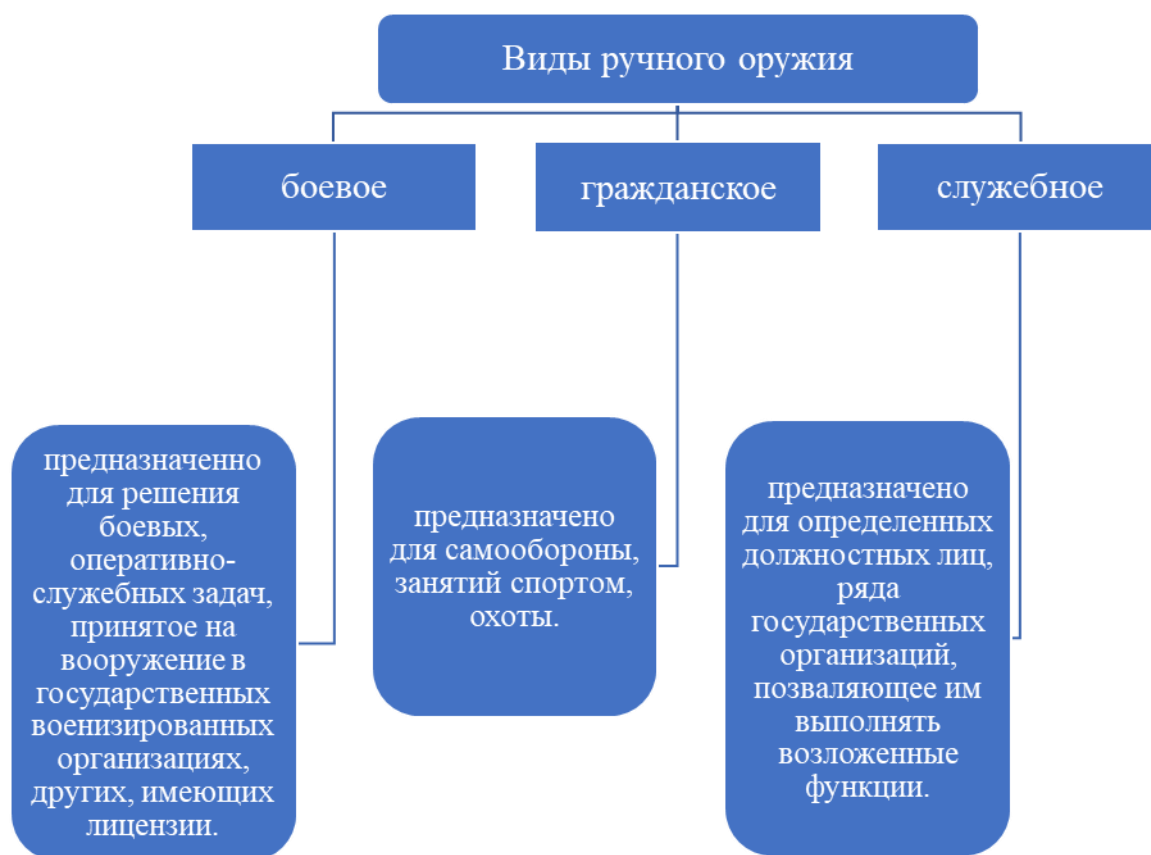 Виды ручного оружия
боевое
гражданское
служебное
предназначенно
для решения
боевых,
оперативно-
служебных задач,
принятое на
вооружение в
государственных
военизированных
организациях,
других, имеющих
лицензии.
предназначено
для самообороны,
занятий спортом,
охоты.
предназначено
для определенных
должностных лиц,
ряда
государственных
организаций,
позваляющее им
выполнять
возложенные
функции.